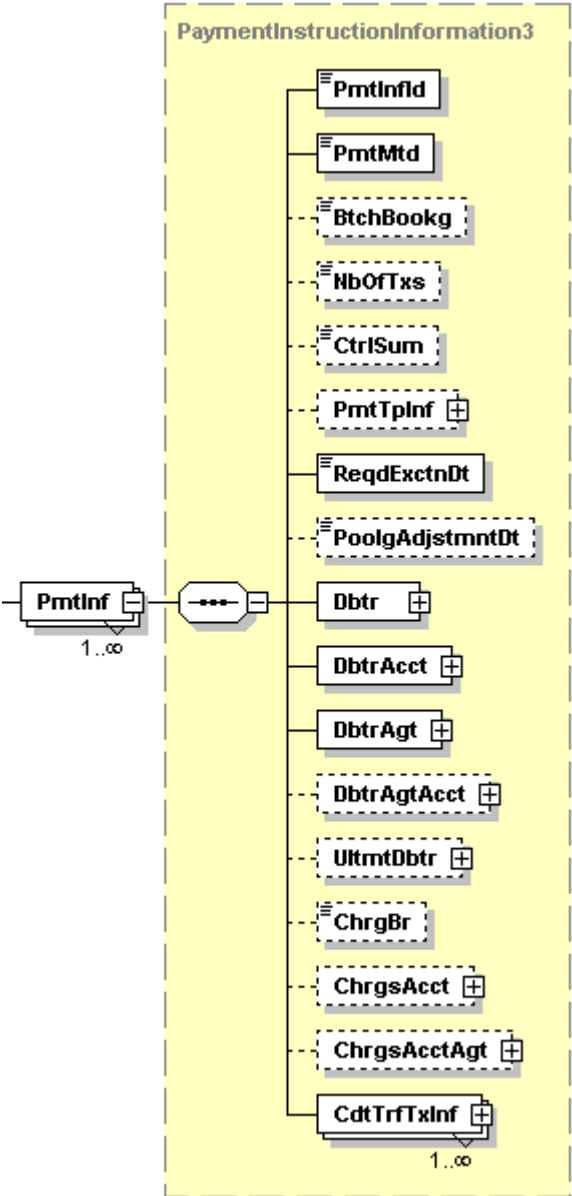 PaymentInstructionInformation3
PmtInfId
PmtMtd
BtchBookg
NbOfTxs
CtrlSum
PmtTpInf
ReqdExctnDt
PoolgAdjstmntDt
PmtInf
1..∞
Dbtr
DbtrAcct
DbtrAgt
DbtrAgtAcct
UltmtDbtr
ChrgBr
ChrgsAcct
ChrgsAcctAgt
CdtTrfTxInf
1..∞